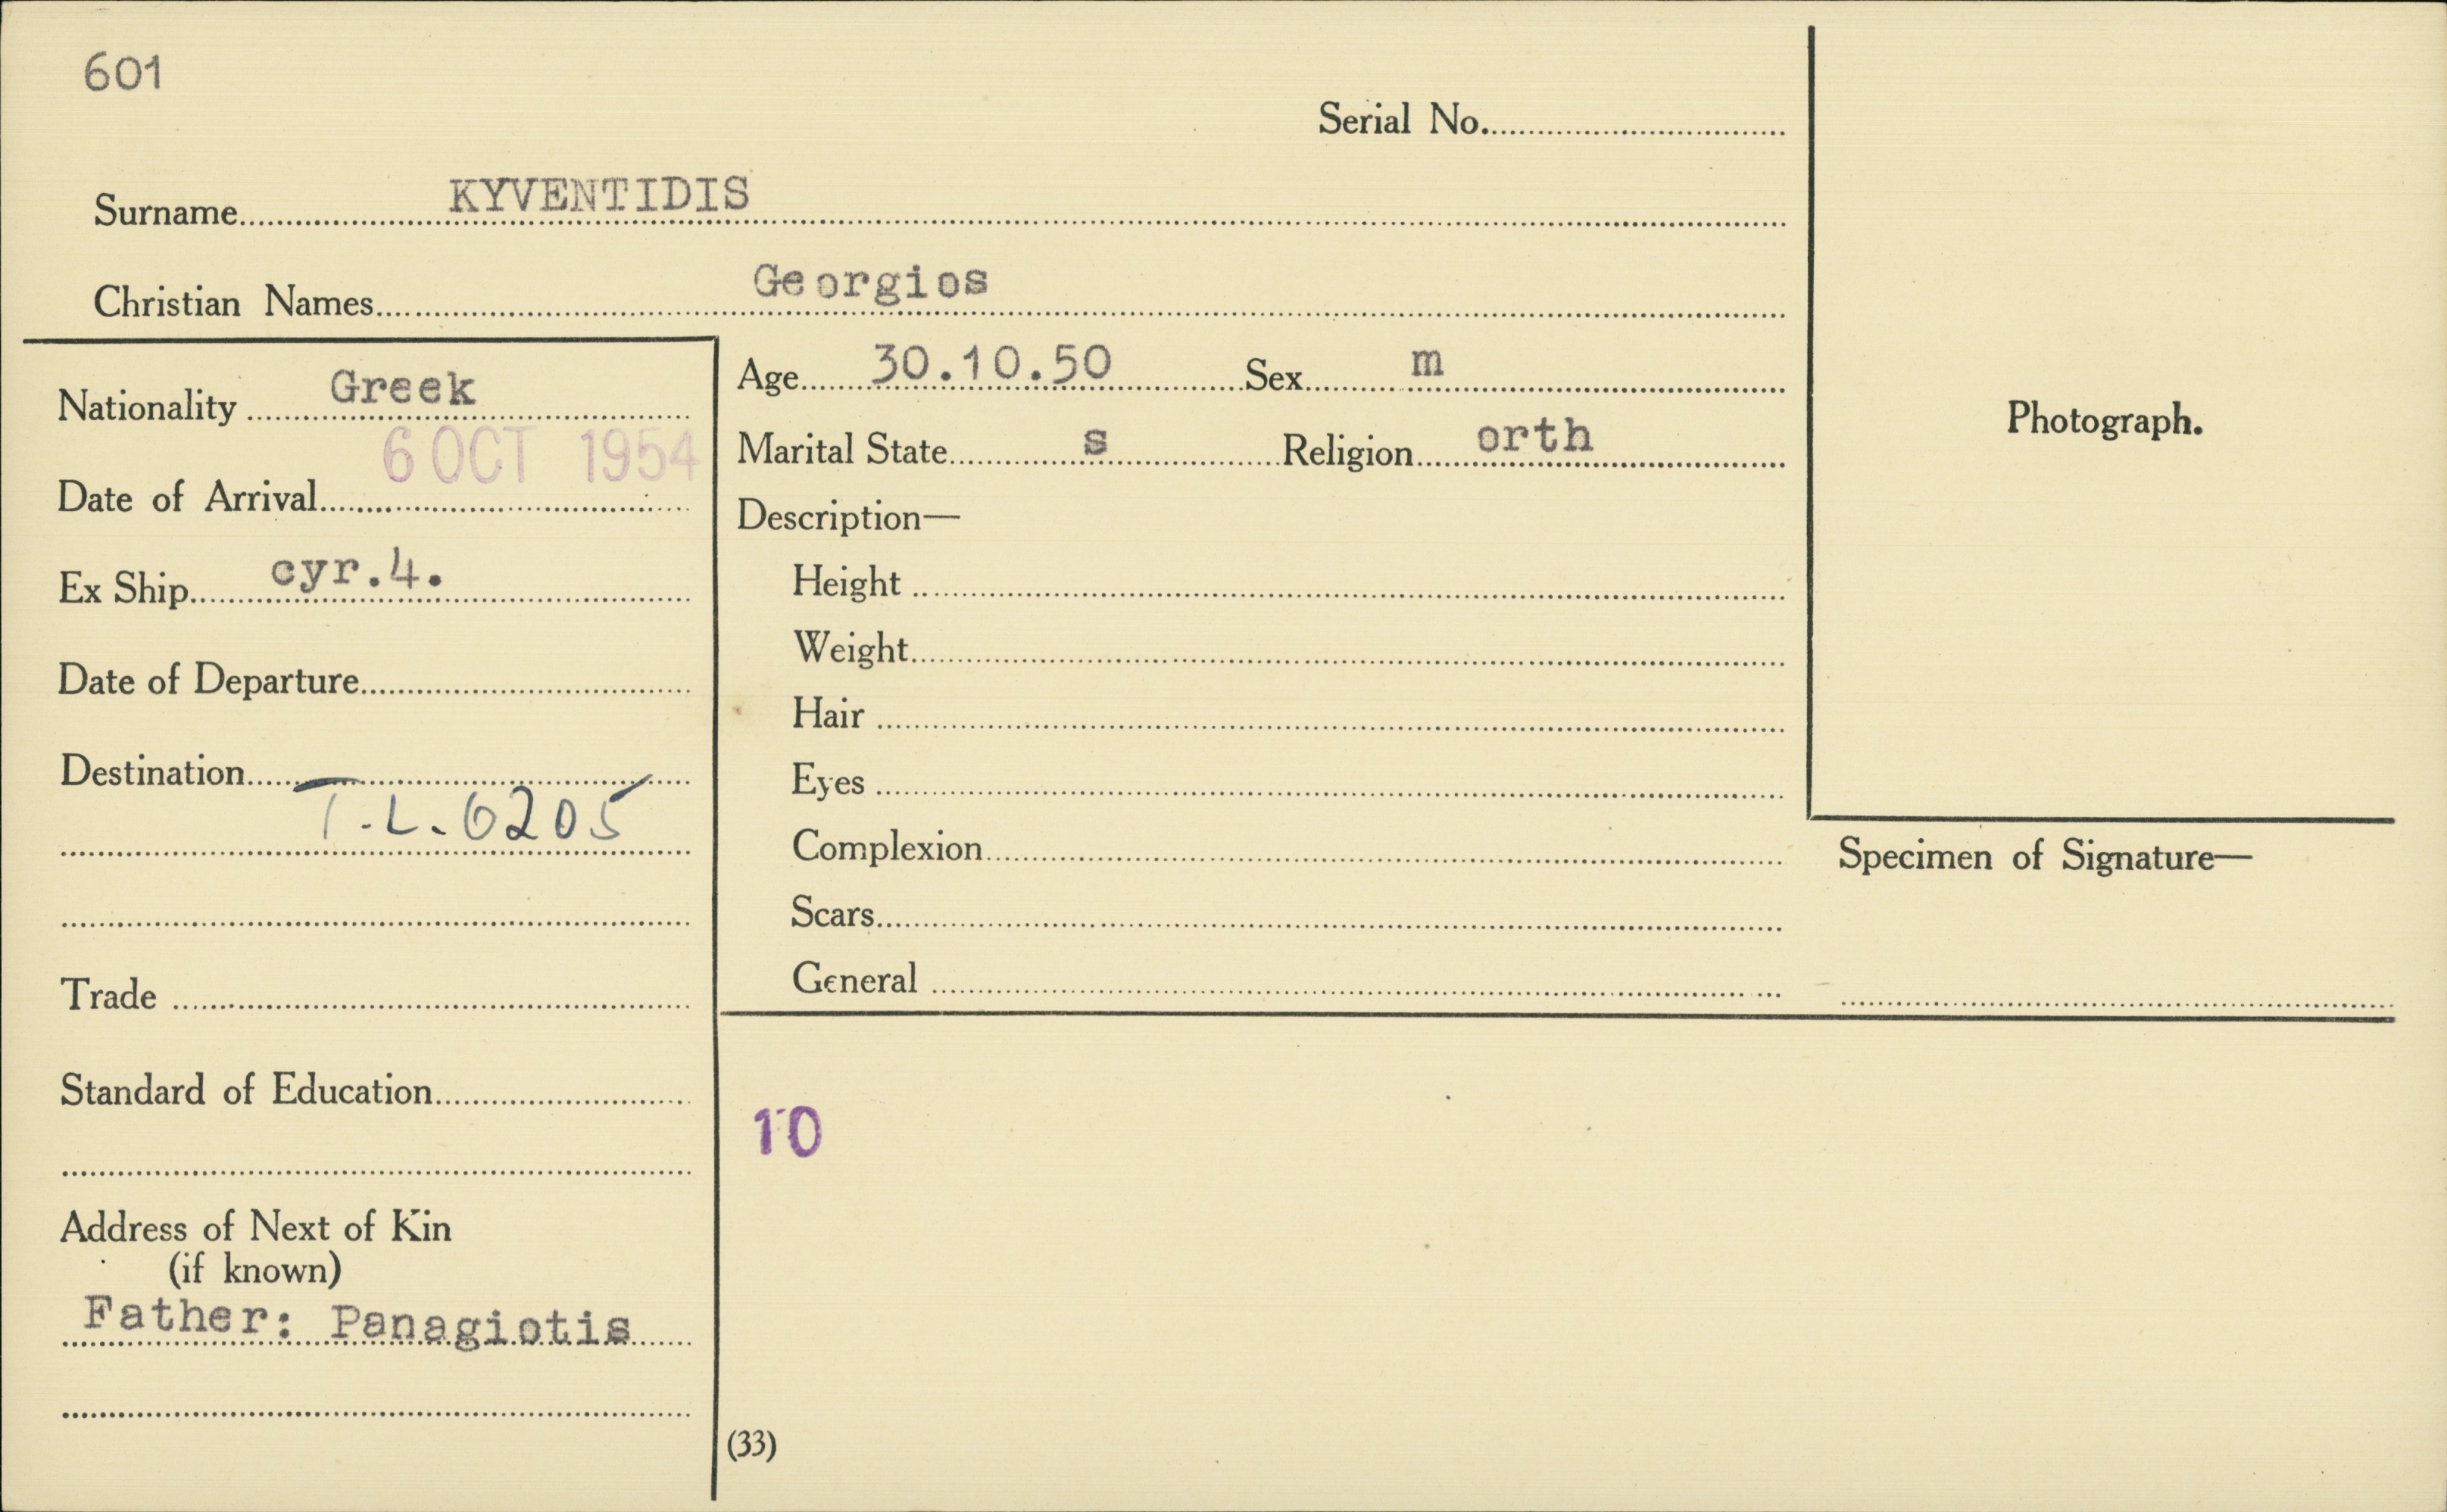 601
Serial No.
Surname KYVENTIDIS
Christian Names Georgios
Nationality Greek
Date of Arrival 6 OCT 1954
Ex Ship cyr.4.
Date of Departure
Destination
T.L.6205
Trade
Standard of Education
Address of Next of Kin
(if known)
Father: Panagiotis
Age 30.10.50 Sex m
Marital State s Religion orth
Description—
Height
Weight
Hair
Eyes
Complexion
Scars
General
Photograph.
Specimen of Signature—
10
(33)